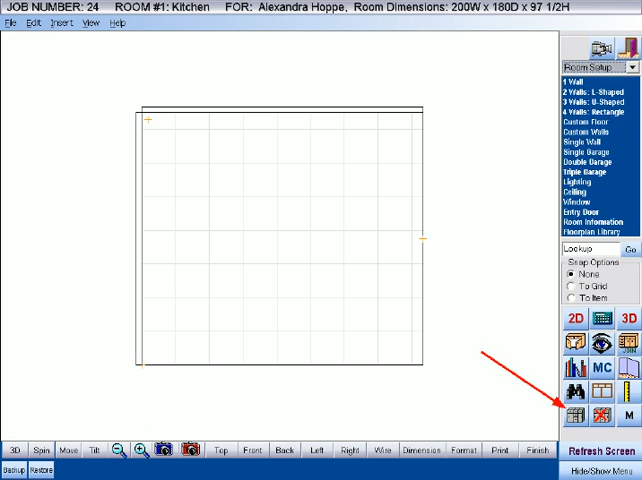 JOB NUMBER: 24 ROOM #1: Kitchen FOR: Alexandra Hoppe, Room Dimensions: 200W x 180D x 97 1/2H
File Edit Insert View Help
Room Setup
1 Wall
2 Walls: L-Shaped
3 Walls: U-Shaped
4 Walls: Rectangle
Custom Floor
Custom Walls
Single Wall
Single Garage
Double Garage
Triple Garage
Lighting
Ceiling
Window
Entry Door
Room Information
Floorplan Library
Lookup Go
Snap Options
None
To Grid
To Item
2D 3D
JOIN
MC
M
3D Spin Move Tilt Top Front Back Left Right Wire Dimension Format Print Finish Refresh Screen
Backup Restore Hide/Show Menu